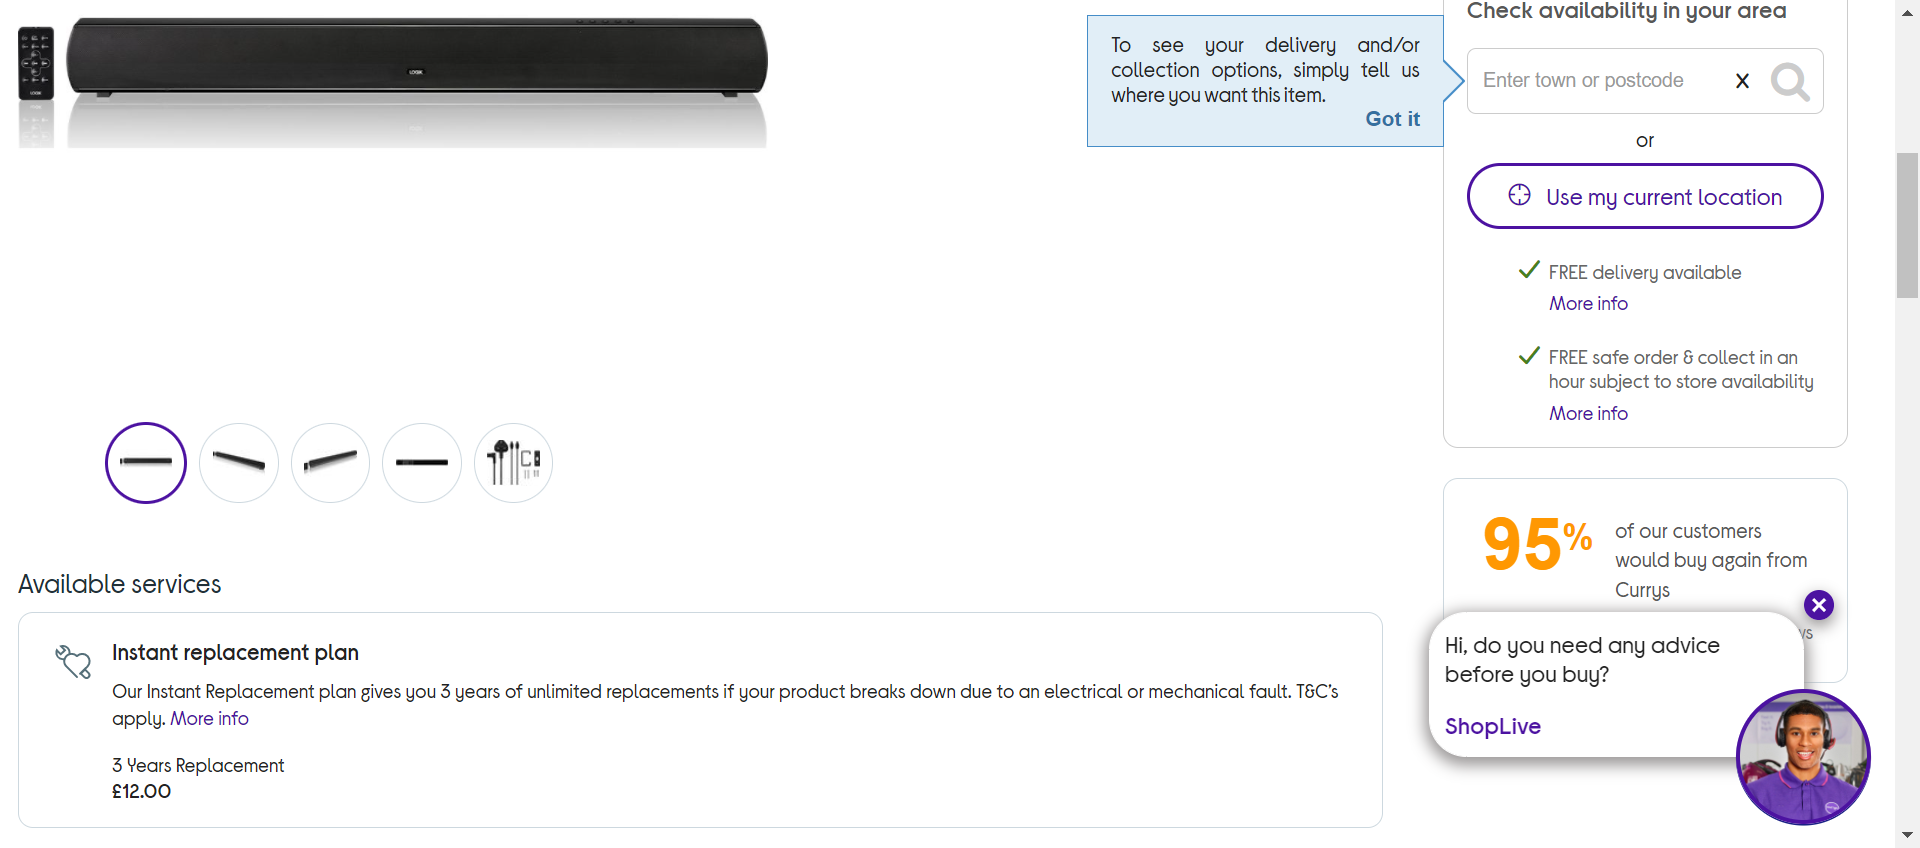 LOGIK
LOGIK
Check availability in your area
To see your delivery and/or
collection options, simply tell us
where you want this item.
Got it
Enter town or postcode
X
or
Use my current location
FREE delivery available
More info
FREE safe order & collect in an
hour subject to store availability
More info
95%
of our customers
would buy again from
Currys
Hi, do you need any advice
before you buy?
ShopLive
Available services
Instant replacement plan
Our Instant Replacement plan gives you 3 years of unlimited replacements if your product breaks down due to an electrical or mechanical fault. T&C's
apply. More info
3 Years Replacement
£12.00